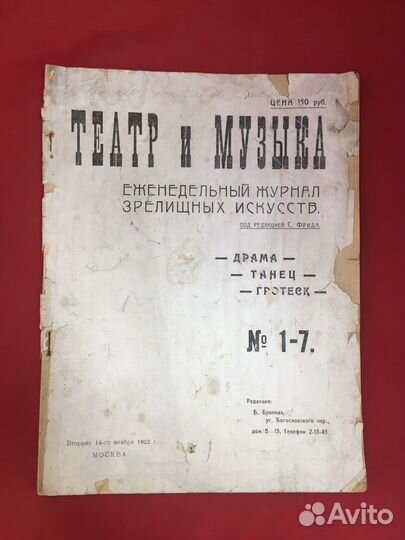 ЦЕНА 150 руб.
ТЕАТР и МУЗЫКА
ЕЖЕНЕДЕЛЬНЫЙ ЖУРНАЛ
ЗРЕЛИЩНЫХ ИСКУССТВ.
ПОД РЕДАКЦИЕЙ С. ФРИДА.
— ДРАМА —
— ТАНЕЦ —
— ГРОТЕСК —
№ 1-7.
Редакция:
Б. Бронная,
уг. Богословского пер.,
дом 3—15. Телефон 2-13-45.
Вторник 14-го ноября 1922 г.
МОСКВА
Avito